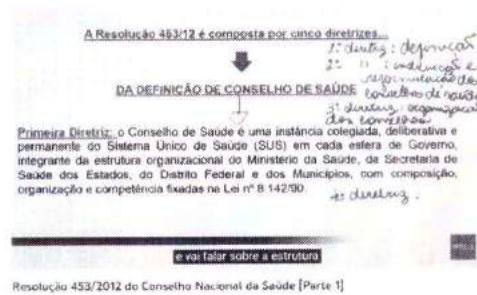 A Resolução 453/12 é composta por cinco diretrizes...
1ª diretriz: definição
2ª " : instituição e
reformulação dos
conselhos de saúde
DA DEFINIÇÃO DE CONSELHO DE SAÚDE
3ª diretriz: organização
dos conselhos
Primeira Diretriz: o Conselho de Saúde é uma instância colegiada, deliberativa e
permanente do Sistema Único de Saúde (SUS) em cada esfera de Governo,
integrante da estrutura organizacional do Ministério da Saúde, da Secretaria de
Saúde dos Estados, do Distrito Federal e dos Municípios, com composição,
organização e competência fixadas na Lei nº 8.142/90.
diretriz.
e vai falar sobre a estrutura
Resolução 453/2012 do Conselho Nacional da Saúde [Parte 1]